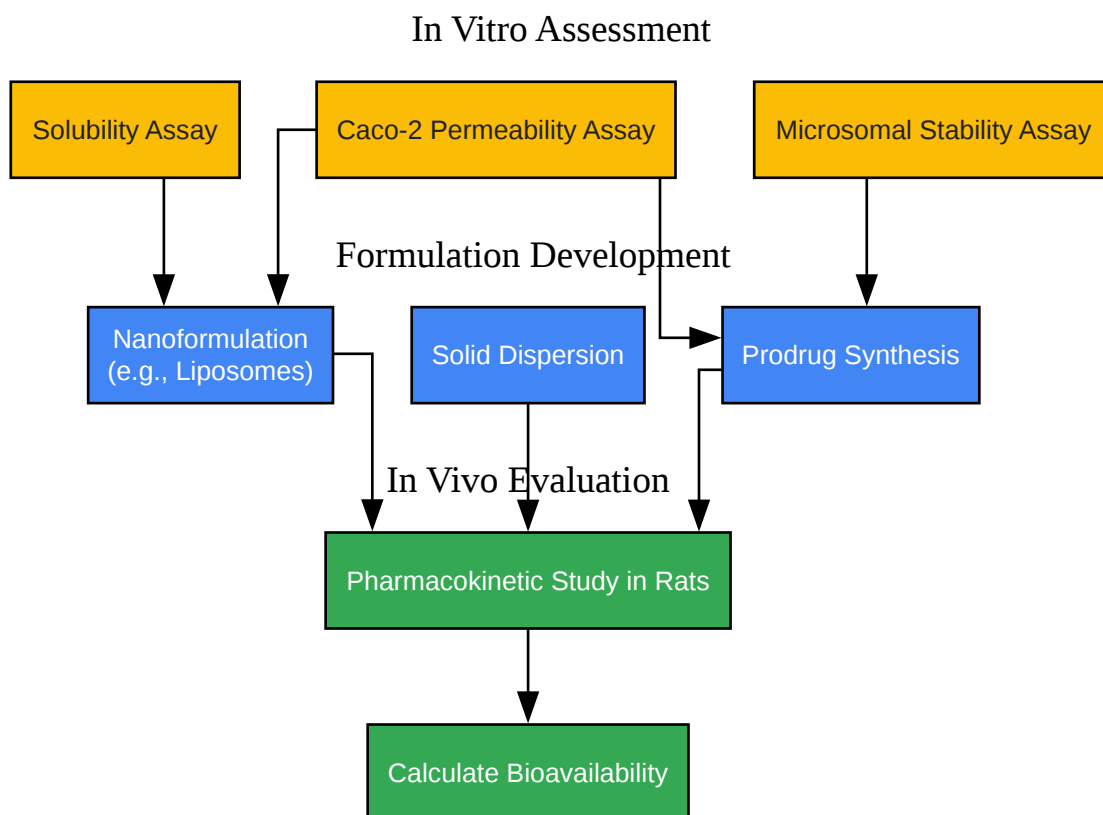 In Vitro Assessment
Solubility Assay
Caco-2 Permeability Assay
Microsomal Stability Assay
Formulation Development
Nanoformulation
(e.g., Liposomes)
Solid Dispersion
Prodrug Synthesis
In Vivo Evaluation
Pharmacokinetic Study in Rats
Calculate Bioavailability